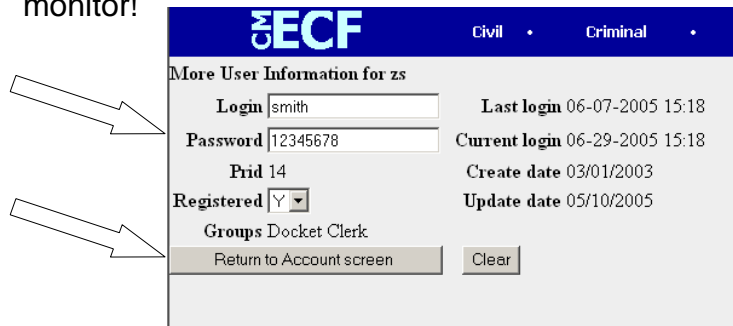 monitor!
CM ECF Civil • Criminal •
More User Information for zs
Login smith Last login 06-07-2005 15:18
Password 12345678 Current login 06-29-2005 15:18
Prid 14 Create date 03/01/2003
Registered Y Update date 05/10/2005
Groups Docket Clerk
Return to Account screen Clear